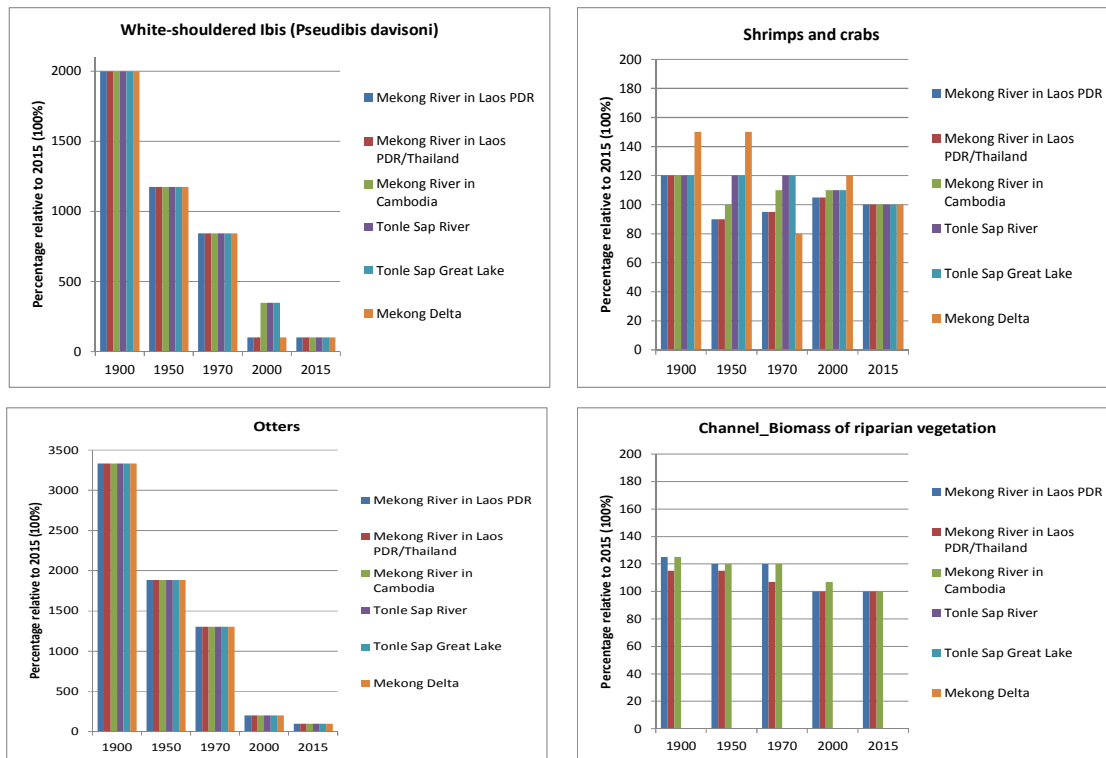 White-shouldered Ibis (Pseudibis davisoni)
Percentage relative to 2015 (100%)
2000
1500
1000
500
0
1900 1950 1970 2000 2015
Mekong River in Laos PDR
Mekong River in Laos
PDR/Thailand
Mekong River in
Cambodia
Tonle Sap River
Tonle Sap Great Lake
Mekong Delta
Shrimps and crabs
Percentage relative to 2015 (100%)
200
180
160
140
120
100
80
60
40
20
0
1900 1950 1970 2000 2015
Mekong River in Laos PDR
Mekong River in Laos
PDR/Thailand
Mekong River in
Cambodia
Tonle Sap River
Tonle Sap Great Lake
Mekong Delta
Otters
Percentage relative to 2015 (100%)
3500
3000
2500
2000
1500
1000
500
0
1900 1950 1970 2000 2015
Mekong River in Laos PDR
Mekong River in Laos
PDR/Thailand
Mekong River in
Cambodia
Tonle Sap River
Tonle Sap Great Lake
Mekong Delta
Channel_Biomass of riparian vegetation
Percentage relative to 2015 (100%)
200
180
160
140
120
100
80
60
40
20
0
1900 1950 1970 2000 2015
Mekong River in Laos PDR
Mekong River in Laos
PDR/Thailand
Mekong River in
Cambodia
Tonle Sap River
Tonle Sap Great Lake
Mekong Delta